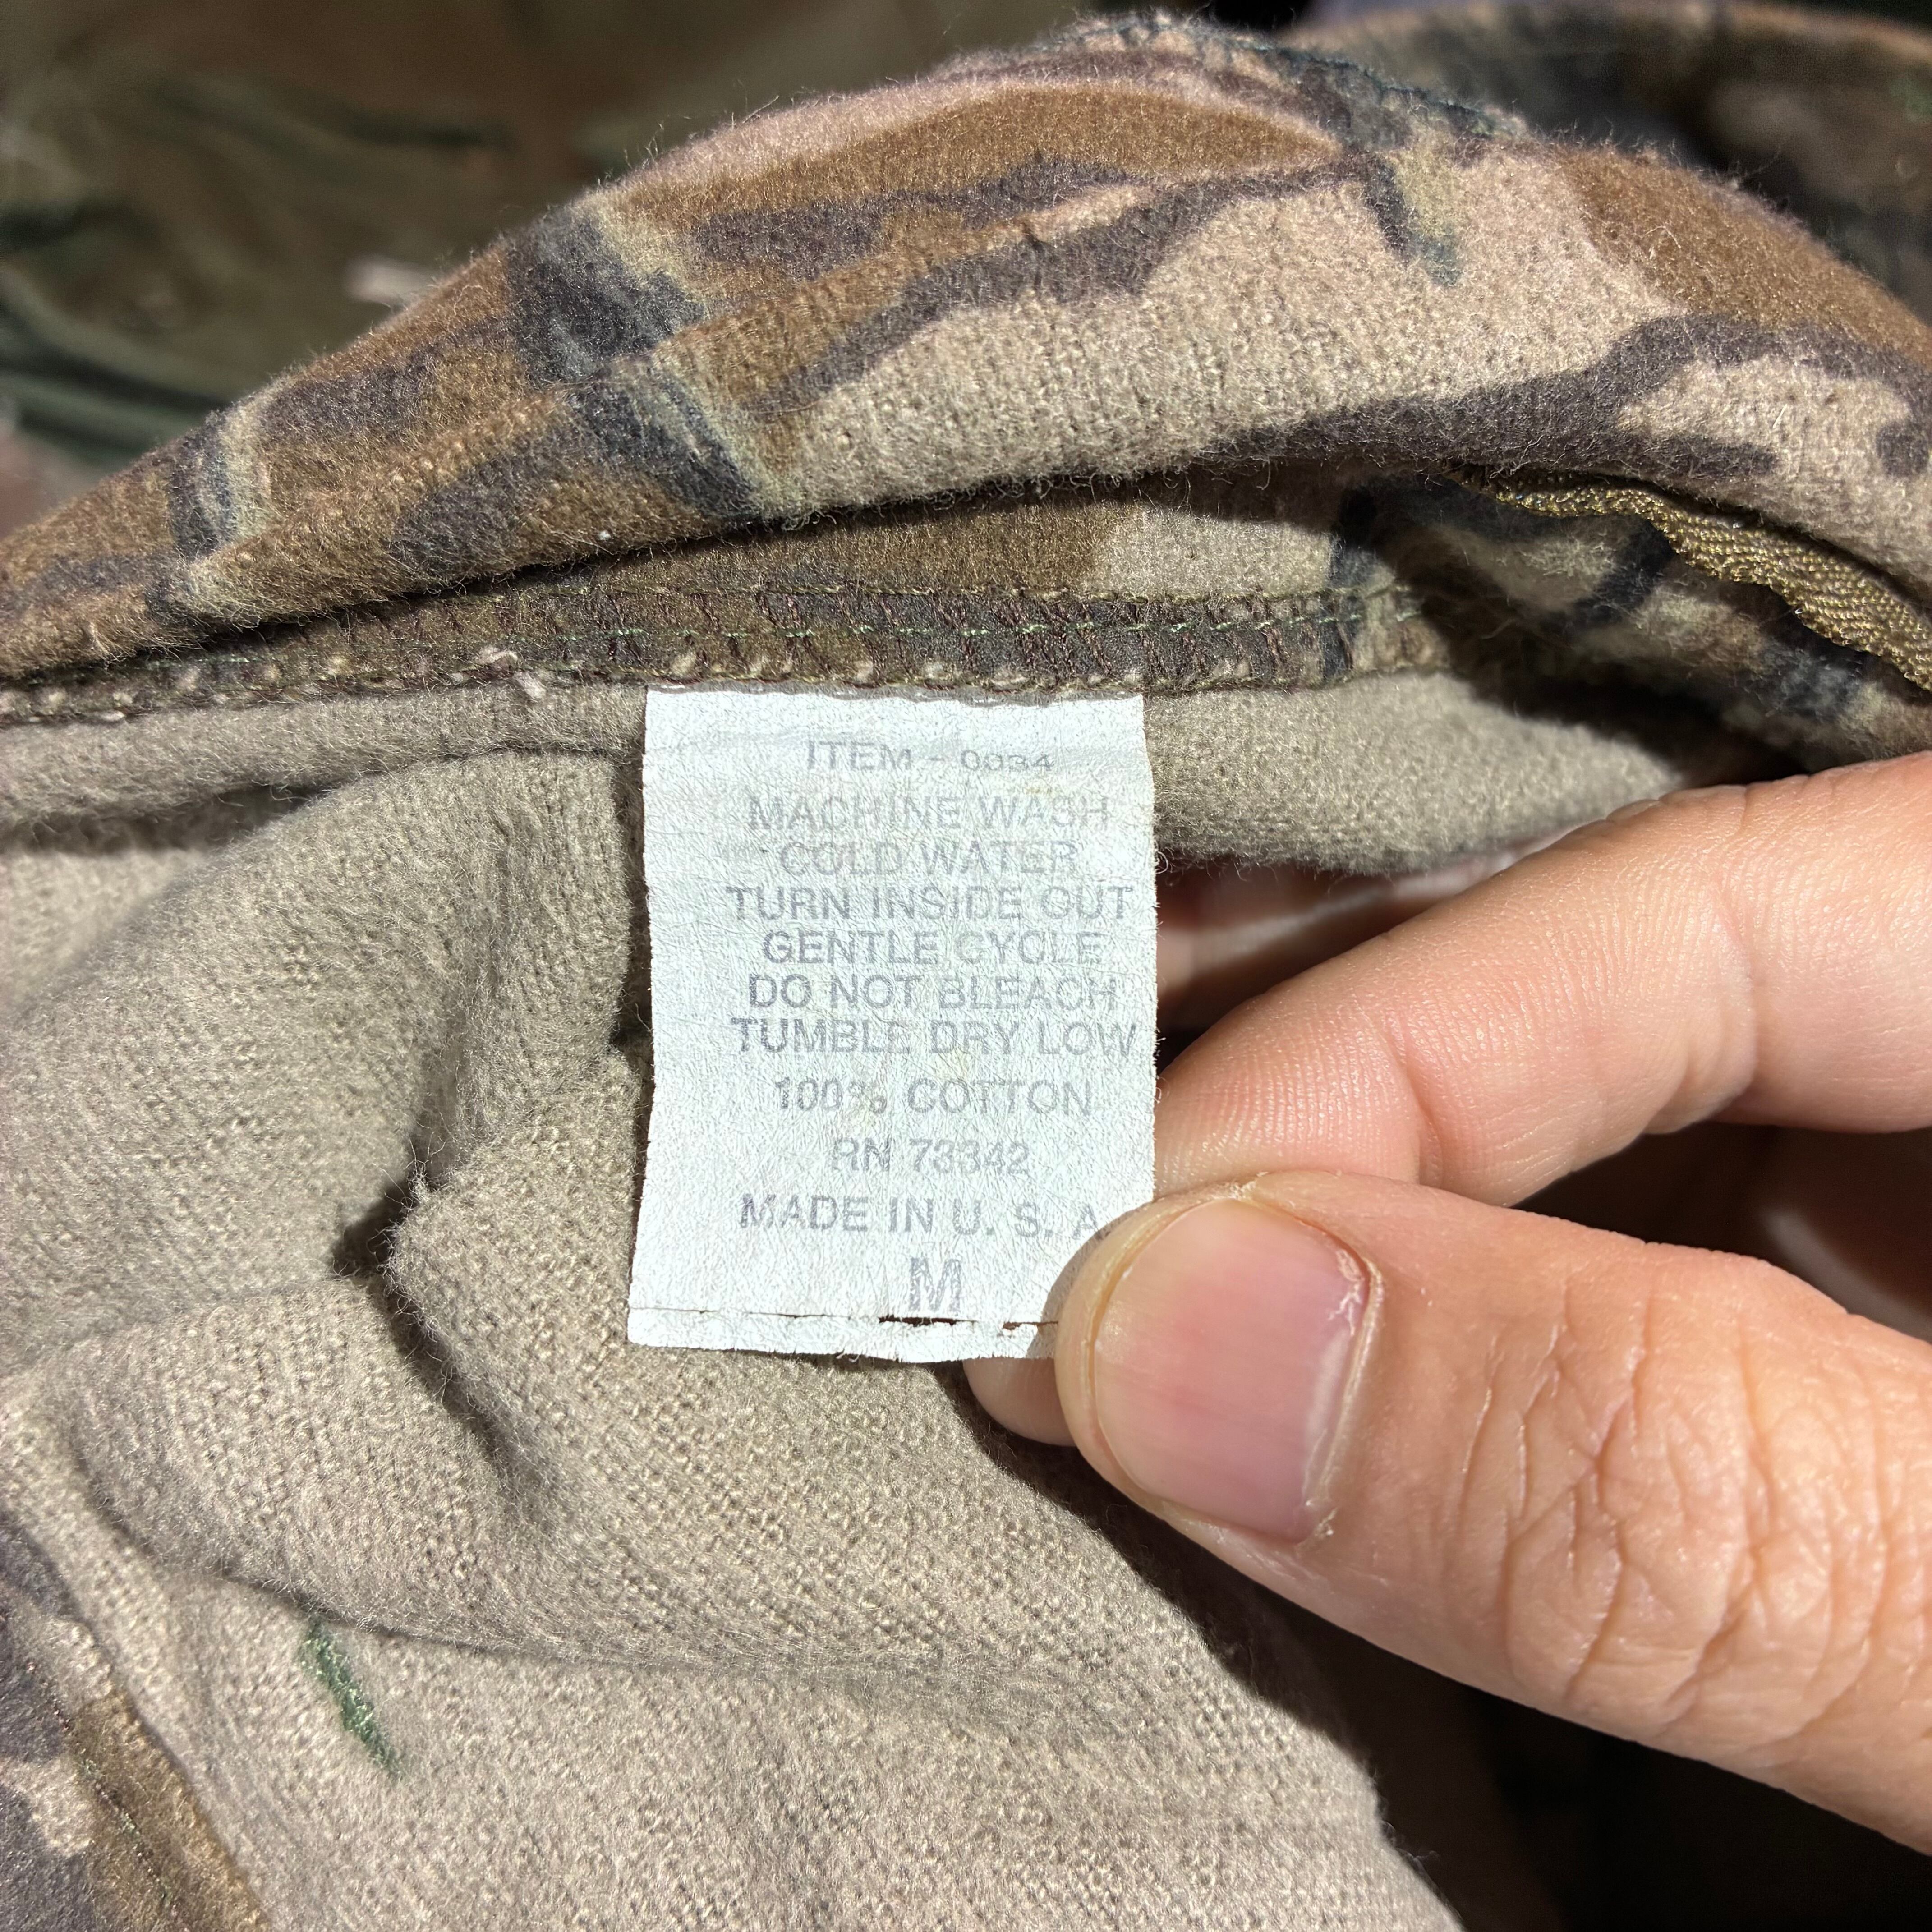 ITEM - 0034
MACHINE WASH
COLD WATER
TURN INSIDE OUT
GENTLE CYCLE
DO NOT BLEACH
TUMBLE DRY LOW
100% COTTON
RN 73342
MADE IN U. S. A.
M